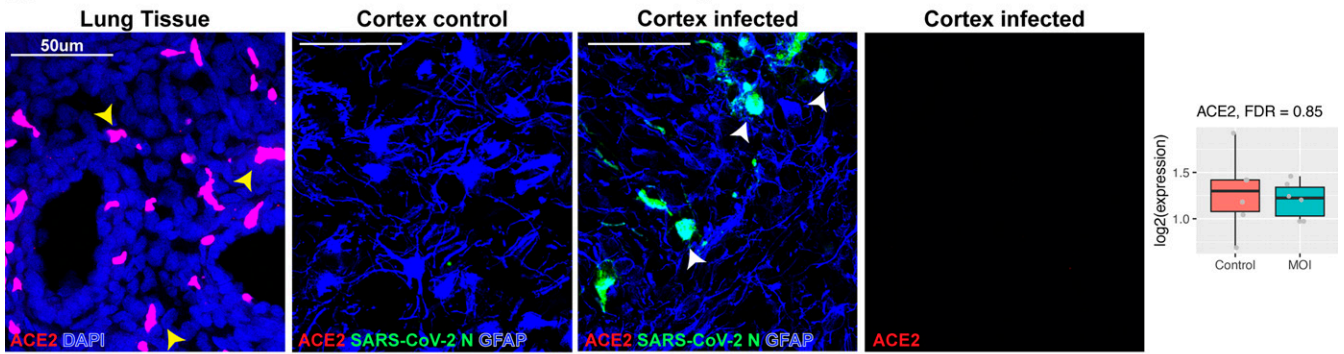 Lung Tissue
Cortex control
Cortex infected
Cortex infected
50um
ACE2 DAPI
ACE2 SARS-CoV-2 N GFAP
ACE2 SARS-CoV-2 N GFAP
ACE2
ACE2, FDR = 0.85
log2(expression)
1.5
1.0
Control
MOI